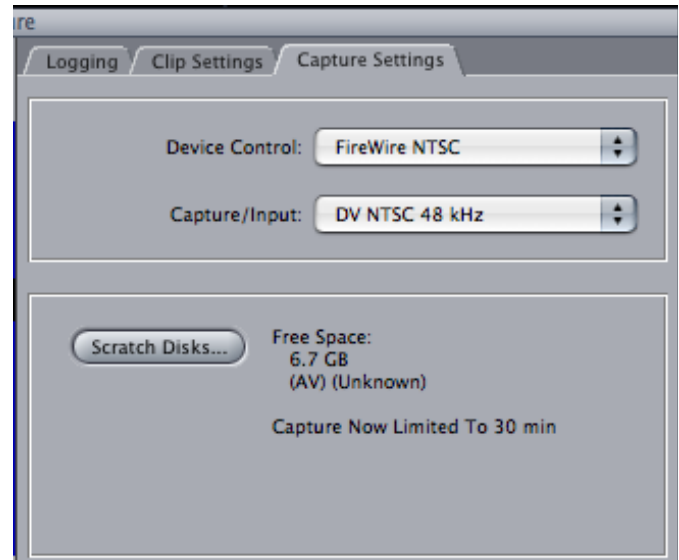 ire
Logging Clip Settings Capture Settings
Device Control: FireWire NTSC
Capture/Input: DV NTSC 48 kHz
Scratch Disks... Free Space:
6.7 GB
(AV) (Unknown)
Capture Now Limited To 30 min